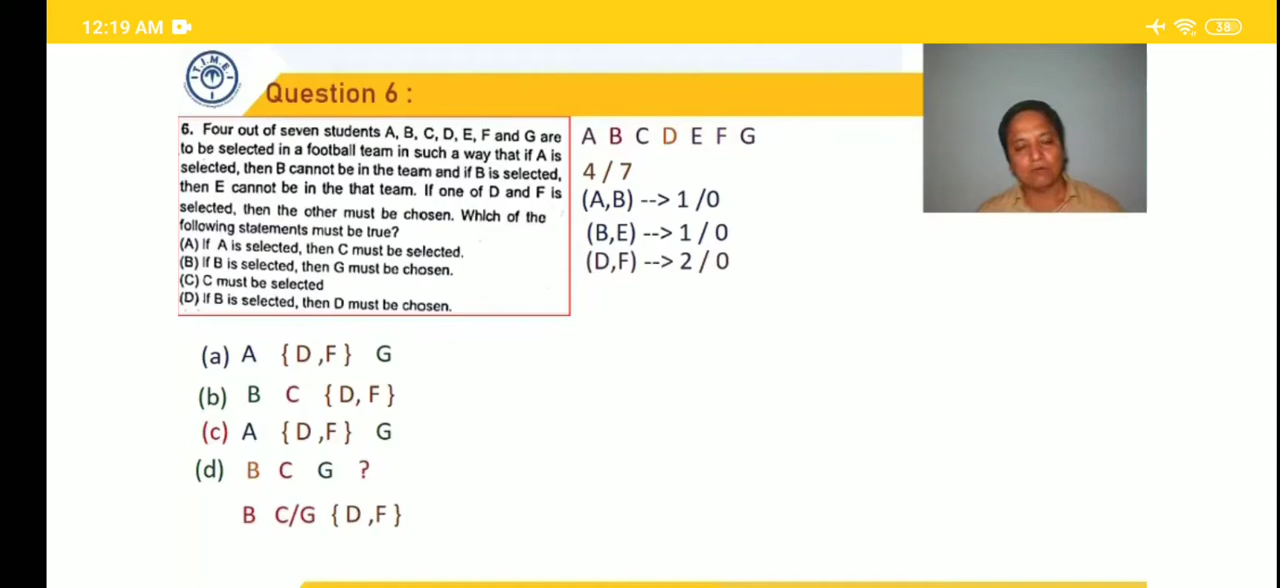 12:19 AM
38
T.I.M.E.
Question 6 :
6. Four out of seven students A, B, C, D, E, F and G are
to be selected in a football team in such a way that if A is
selected, then B cannot be in the team and if B is selected,
then E cannot be in the that team. If one of D and F is
selected, then the other must be chosen. Which of the
following statements must be true?
(A) If A is selected, then C must be selected.
(B) If B is selected, then G must be chosen.
(C) C must be selected
(D) If B is selected, then D must be chosen.
A B C D E F G
4 / 7
(A,B) --> 1 /0
(B,E) --> 1 / 0
(D,F) --> 2 / 0
(a) A {D ,F} G
(b) B C {D, F}
(c) A {D ,F} G
(d) B C G ?
B C/G {D ,F}